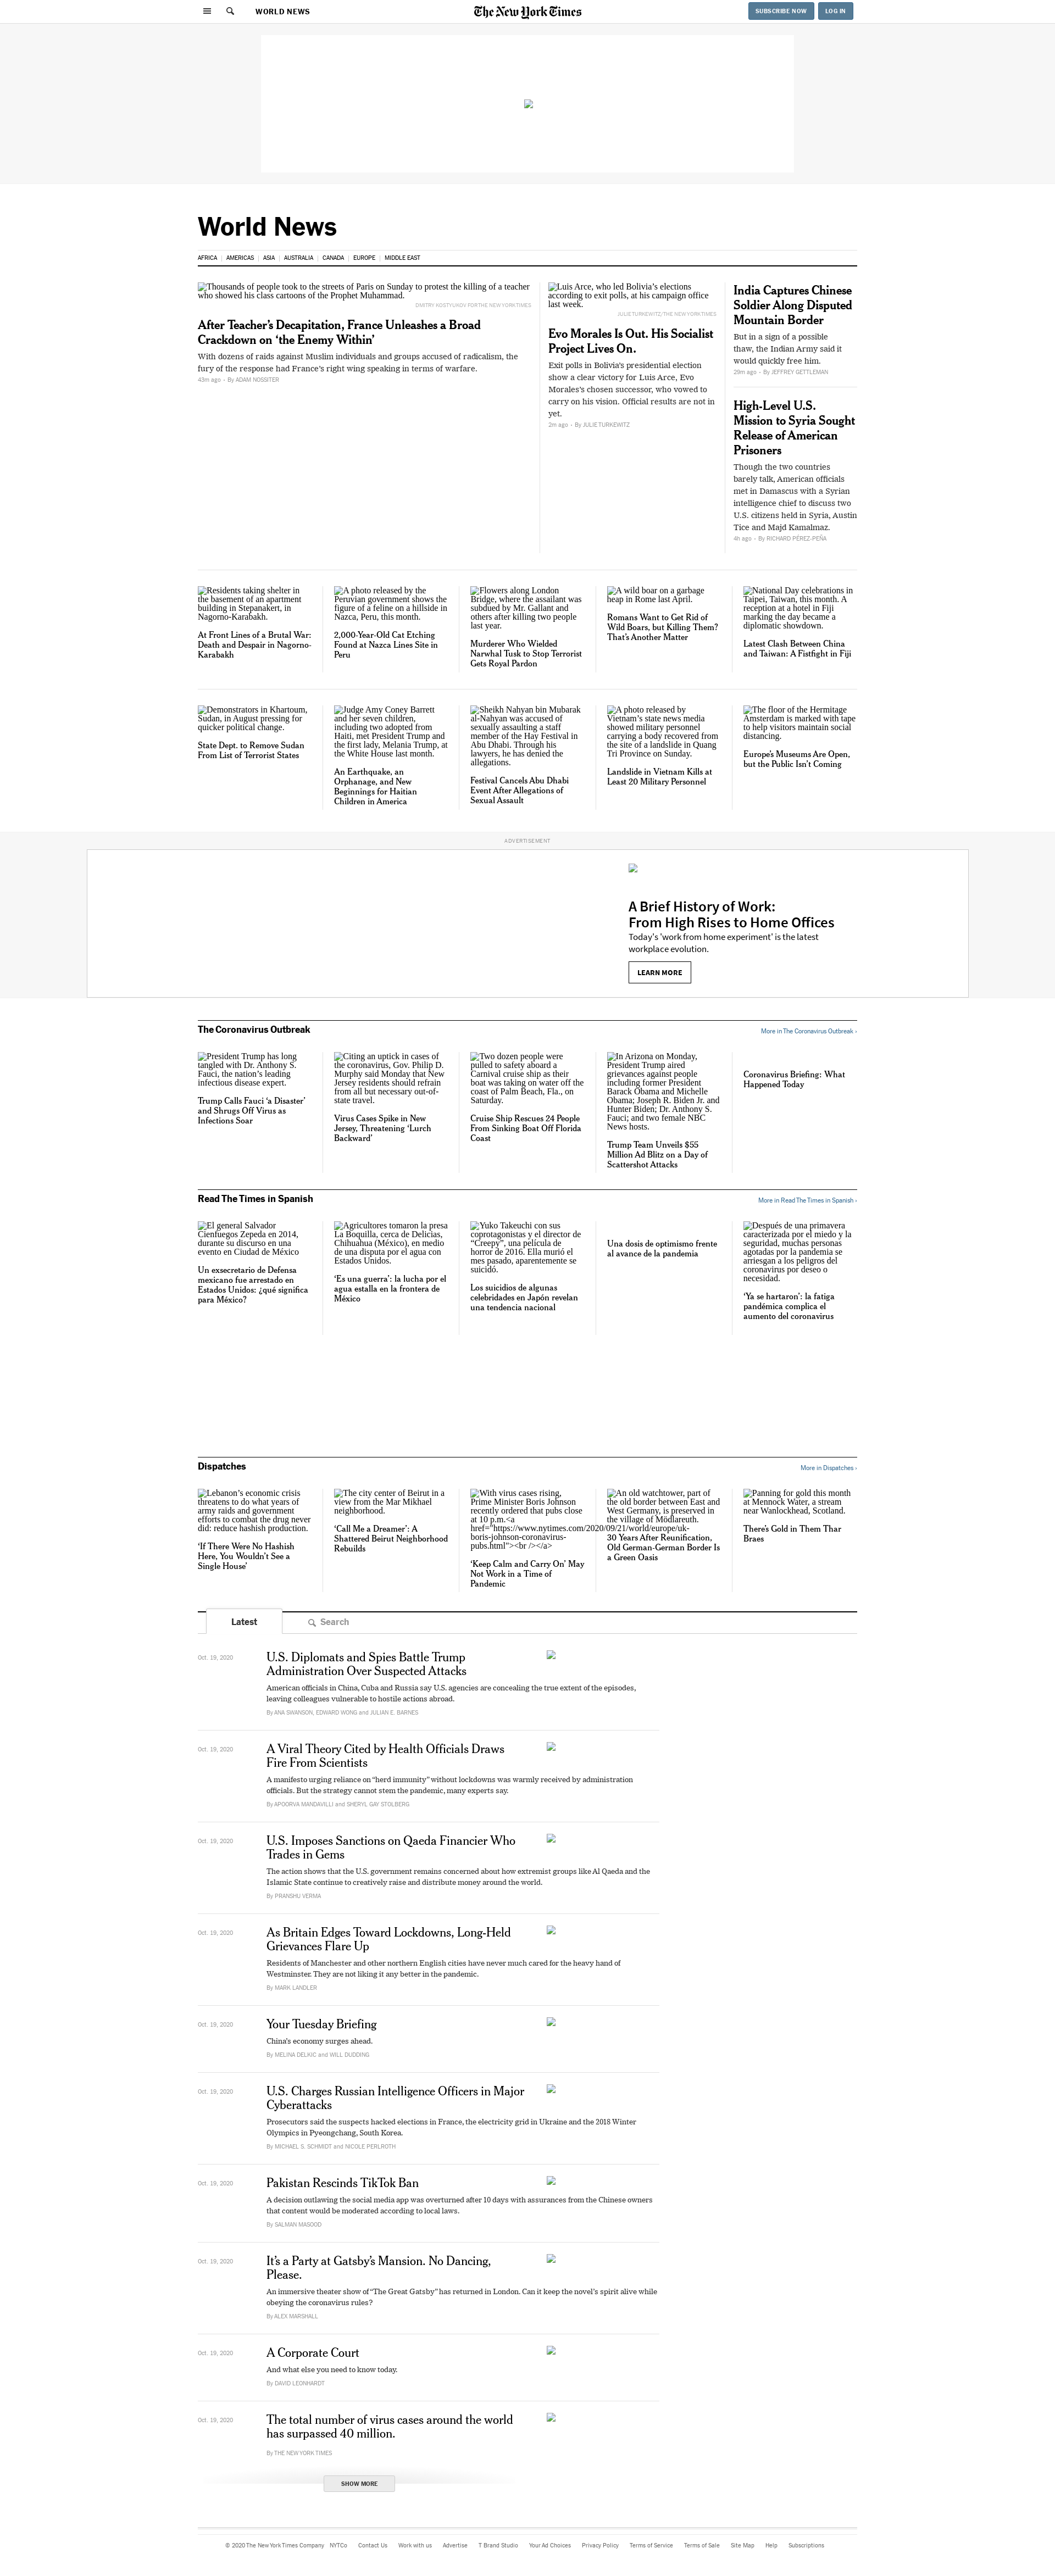 WORLD NEWS
The New York Times
SUBSCRIBE NOW
LOG IN
World News
AFRICA
AMERICAS
ASIA
AUSTRALIA
CANADA
EUROPE
MIDDLE EAST
Thousands of people took to the streets of Paris on Sunday to protest the killing of a teacher
who showed his class cartoons of the Prophet Muhammad.
DMITRY KOSTYUKOV FOR THE NEW YORK TIMES
After Teacher's Decapitation, France Unleashes a Broad
Crackdown on ‘the Enemy Within’
With dozens of raids against Muslim individuals and groups accused of radicalism, the
fury of the response had France's right wing speaking in terms of warfare.
43m ago · By ADAM NOSSITER
Luis Arce, who led Bolivia’s elections
according to exit polls, at his campaign office
last week.
JULIE TURKEWITZ/THE NEW YORK TIMES
Evo Morales Is Out. His Socialist
Project Lives On.
Exit polls in Bolivia's presidential election
show a clear victory for Luis Arce, Evo
Morales's chosen successor, who vowed to
carry on his vision. Official results are not in
yet.
2m ago · By JULIE TURKEWITZ
India Captures Chinese
Soldier Along Disputed
Mountain Border
But in a sign of a possible
thaw, the Indian Army said it
would quickly free him.
29m ago · By JEFFREY GETTLEMAN
High-Level U.S.
Mission to Syria Sought
Release of American
Prisoners
Though the two countries
barely talk, American officials
met in Damascus with a Syrian
intelligence chief to discuss two
U.S. citizens held in Syria, Austin
Tice and Majd Kamalmaz.
4h ago · By RICHARD PÉREZ-PEÑA
Residents taking shelter in
the basement of an apartment
building in Stepanakert, in
Nagorno-Karabakh.
At Front Lines of a Brutal War:
Death and Despair in Nagorno-
Karabakh
A photo released by the
Peruvian government shows the
figure of a feline on a hillside in
Nazca, Peru, this month.
2,000-Year-Old Cat Etching
Found at Nazca Lines Site in
Peru
Flowers along London
Bridge, where the assailant was
subdued by Mr. Gallant and
others after killing two people
last year.
Murderer Who Wielded
Narwhal Tusk to Stop Terrorist
Gets Royal Pardon
A wild boar on a garbage
heap in Rome last April.
Romans Want to Get Rid of
Wild Boars, but Killing Them?
That’s Another Matter
National Day celebrations in
Taipei, Taiwan, this month. A
reception at a hotel in Fiji
marking the day became a
diplomatic showdown.
Latest Clash Between China
and Taiwan: A Fistfight in Fiji
Demonstrators in Khartoum,
Sudan, in August pressing for
quicker political change.
State Dept. to Remove Sudan
From List of Terrorist States
Judge Amy Coney Barrett
and her seven children,
including two adopted from
Haiti, met President Trump and
the first lady, Melania Trump, at
the White House last month.
An Earthquake, an
Orphanage, and New
Beginnings for Haitian
Children in America
Sheikh Nahyan bin Mubarak
al-Nahyan was accused of
sexually assaulting a staff
member of the Hay Festival in
Abu Dhabi. Through his
lawyers, he has denied the
allegations.
Festival Cancels Abu Dhabi
Event After Allegations of
Sexual Assault
A photo released by
Vietnam’s state news media
showed military personnel
carrying a body recovered from
the site of a landslide in Quang
Tri Province on Sunday.
Landslide in Vietnam Kills at
Least 20 Military Personnel
The floor of the Hermitage
Amsterdam is marked with tape
to help visitors maintain social
distancing.
Europe’s Museums Are Open,
but the Public Isn’t Coming
ADVERTISEMENT
A Brief History of Work:
From High Rises to Home Offices
Today's 'work from home experiment' is the latest
workplace evolution.
LEARN MORE
The Coronavirus Outbreak
More in The Coronavirus Outbreak ›
President Trump has long
tangled with Dr. Anthony S.
Fauci, the nation’s leading
infectious disease expert.
Trump Calls Fauci ‘a Disaster’
and Shrugs Off Virus as
Infections Soar
Citing an uptick in cases of
the coronavirus, Gov. Philip D.
Murphy said Monday that New
Jersey residents should refrain
from all but necessary out-of-
state travel.
Virus Cases Spike in New
Jersey, Threatening ‘Lurch
Backward’
Two dozen people were
pulled to safety aboard a
Carnival cruise ship as their
boat was taking on water off the
coast of Palm Beach, Fla., on
Saturday.
Cruise Ship Rescues 24 People
From Sinking Boat Off Florida
Coast
In Arizona on Monday,
President Trump aired
grievances against people
including former President
Barack Obama and Michelle
Obama; Joseph R. Biden Jr. and
Hunter Biden; Dr. Anthony S.
Fauci; and two female NBC
News hosts.
Trump Team Unveils $55
Million Ad Blitz on a Day of
Scattershot Attacks
Coronavirus Briefing: What
Happened Today
Read The Times in Spanish
More in Read The Times in Spanish ›
El general Salvador
Cienfuegos Zepeda en 2014,
durante su discurso en una
evento en Ciudad de México
Un exsecretario de Defensa
mexicano fue arrestado en
Estados Unidos: ¿qué significa
para México?
Agricultores tomaron la presa
La Boquilla, cerca de Delicias,
Chihuahua (México), en medio
de una disputa por el agua con
Estados Unidos.
‘Es una guerra’: la lucha por el
agua estalla en la frontera de
México
Yuko Takeuchi con sus
coprotagonistas y el director de
“Creepy”, una película de
horror de 2016. Ella murió el
mes pasado, aparentemente se
suicidó.
Los suicidios de algunas
celebridades en Japón revelan
una tendencia nacional
Una dosis de optimismo frente
al avance de la pandemia
Después de una primavera
caracterizada por el miedo y la
seguridad, muchas personas
agotadas por la pandemia se
arriesgan a los peligros del
coronavirus por deseo o
necesidad.
‘Ya se hartaron’: la fatiga
pandémica complica el
aumento del coronavirus
Dispatches
More in Dispatches ›
Lebanon’s economic crisis
threatens to do what years of
army raids and government
efforts to combat the drug never
did: reduce hashish production.
‘If There Were No Hashish
Here, You Wouldn’t See a
Single House’
The city center of Beirut in a
view from the Mar Mikhael
neighborhood.
‘Call Me a Dreamer’: A
Shattered Beirut Neighborhood
Rebuilds
With virus cases rising,
Prime Minister Boris Johnson
recently ordered that pubs close
at 10 p.m.<a
href="https://www.nytimes.com/2020/09/21/world/europe/uk-
boris-johnson-coronavirus-
pubs.html"><br /></a>
‘Keep Calm and Carry On’ May
Not Work in a Time of
Pandemic
An old watchtower, part of
the old border between East and
West Germany, is preserved in
the village of Mödlareuth.
30 Years After Reunification,
Old German-German Border Is
a Green Oasis
Panning for gold this month
at Mennock Water, a stream
near Wanlockhead, Scotland.
There’s Gold in Them Thar
Braes
Latest
Search
Oct. 19, 2020
U.S. Diplomats and Spies Battle Trump
Administration Over Suspected Attacks
American officials in China, Cuba and Russia say U.S. agencies are concealing the true extent of the episodes,
leaving colleagues vulnerable to hostile actions abroad.
By ANA SWANSON, EDWARD WONG and JULIAN E. BARNES
Oct. 19, 2020
A Viral Theory Cited by Health Officials Draws
Fire From Scientists
A manifesto urging reliance on “herd immunity” without lockdowns was warmly received by administration
officials. But the strategy cannot stem the pandemic, many experts say.
By APOORVA MANDAVILLI and SHERYL GAY STOLBERG
Oct. 19, 2020
U.S. Imposes Sanctions on Qaeda Financier Who
Trades in Gems
The action shows that the U.S. government remains concerned about how extremist groups like Al Qaeda and the
Islamic State continue to creatively raise and distribute money around the world.
By PRANSHU VERMA
Oct. 19, 2020
As Britain Edges Toward Lockdowns, Long-Held
Grievances Flare Up
Residents of Manchester and other northern English cities have never much cared for the heavy hand of
Westminster. They are not liking it any better in the pandemic.
By MARK LANDLER
Oct. 19, 2020
Your Tuesday Briefing
China's economy surges ahead.
By MELINA DELKIC and WILL DUDDING
Oct. 19, 2020
U.S. Charges Russian Intelligence Officers in Major
Cyberattacks
Prosecutors said the suspects hacked elections in France, the electricity grid in Ukraine and the 2018 Winter
Olympics in Pyeongchang, South Korea.
By MICHAEL S. SCHMIDT and NICOLE PERLROTH
Oct. 19, 2020
Pakistan Rescinds TikTok Ban
A decision outlawing the social media app was overturned after 10 days with assurances from the Chinese owners
that content would be moderated according to local laws.
By SALMAN MASOOD
Oct. 19, 2020
It’s a Party at Gatsby’s Mansion. No Dancing,
Please.
An immersive theater show of “The Great Gatsby” has returned in London. Can it keep the novel’s spirit alive while
obeying the coronavirus rules?
By ALEX MARSHALL
Oct. 19, 2020
A Corporate Court
And what else you need to know today.
By DAVID LEONHARDT
Oct. 19, 2020
The total number of virus cases around the world
has surpassed 40 million.
By THE NEW YORK TIMES
SHOW MORE
© 2020 The New York Times Company
NYTCo
Contact Us
Work with us
Advertise
T Brand Studio
Your Ad Choices
Privacy Policy
Terms of Service
Terms of Sale
Site Map
Help
Subscriptions